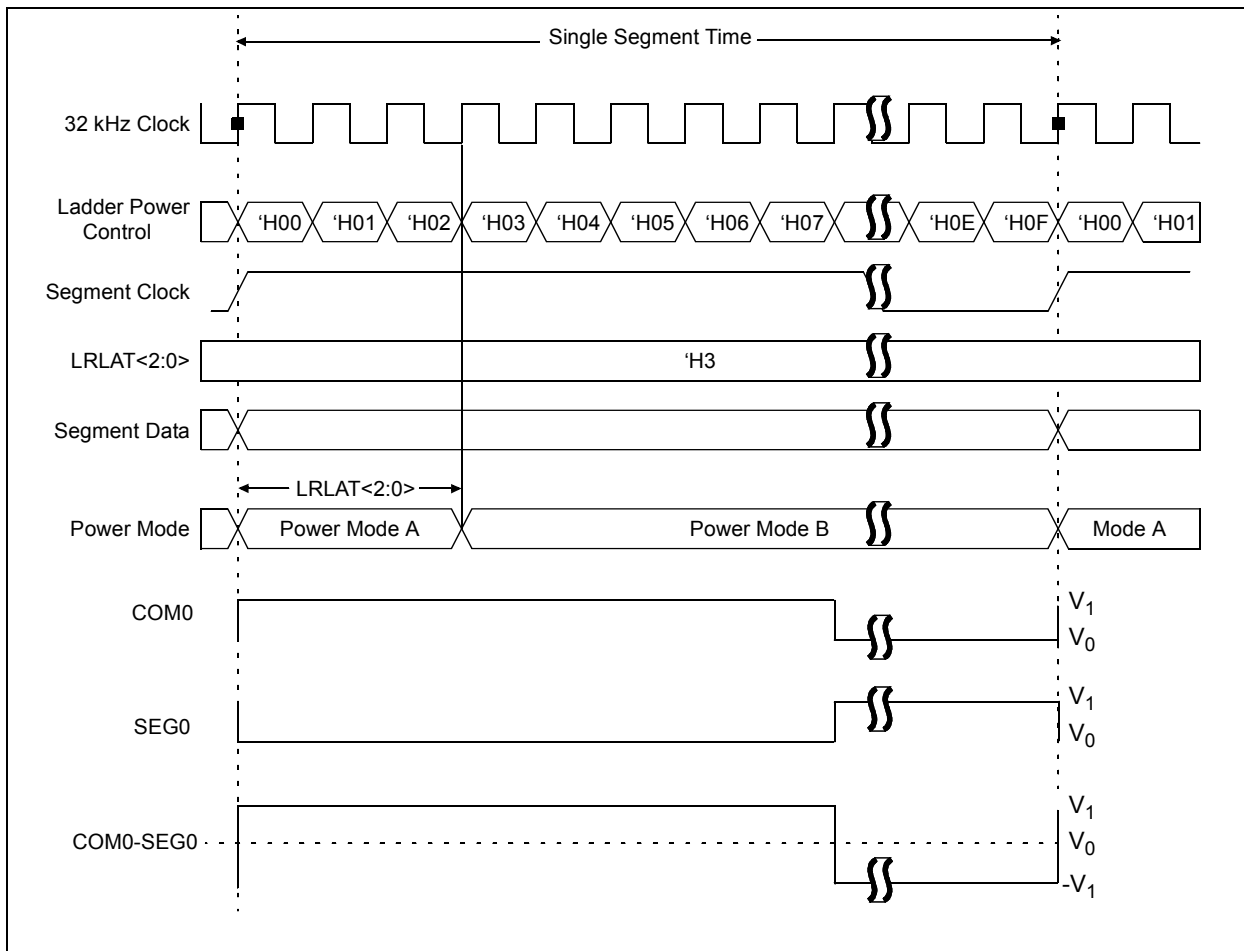 Single Segment Time
32 kHz Clock
Ladder Power
Control
‘H00 ‘H01 ‘H02 ‘H03 ‘H04 ‘H05 ‘H06 ‘H07 ‘H0E ‘H0F ‘H00 ‘H01
Segment Clock
LRLAT<2:0>
‘H3
Segment Data
LRLAT<2:0>
Power Mode
Power Mode A
Power Mode B
Mode A
COM0
V1
V0
SEG0
V1
V0
COM0-SEG0
V1
V0
-V1